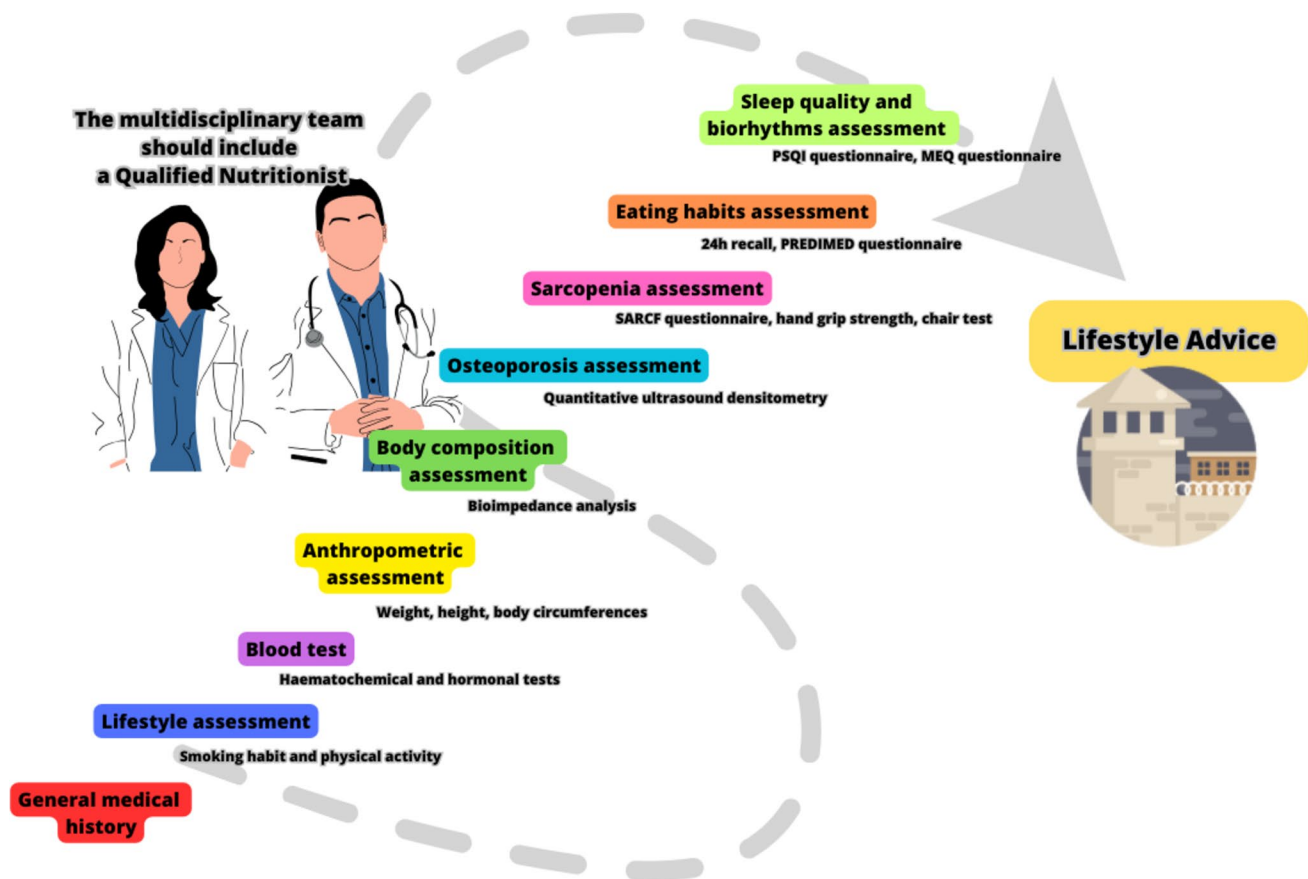 The multidisciplinary team
should include
a Qualified Nutritionist
Sleep quality and
biorhythms assessment
PSQI questionnaire, MEQ questionnaire
Eating habits assessment
24h recall, PREDIMED questionnaire
Sarcopenia assessment
SARCF questionnaire, hand grip strength, chair test
Lifestyle Advice
Osteoporosis assessment
Quantitative ultrasound densitometry
Body composition
assessment
Bioimpedance analysis
Anthropometric
assessment
Weight, height, body circumferences
Blood test
Haematochemical and hormonal tests
Lifestyle assessment
Smoking habit and physical activity
General medical
history